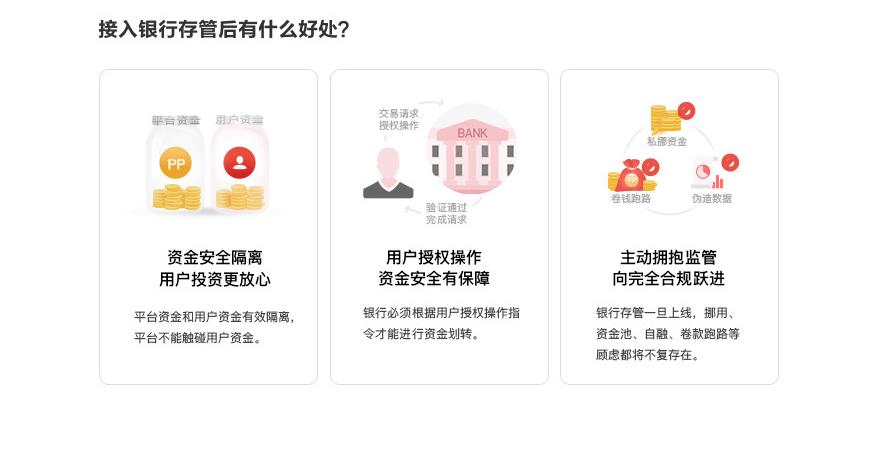 接入银行存管后有什么好处?
平台资金
用户资金
PP
资金安全隔离
用户投资更放心
平台资金和用户资金有效隔离，
平台不能触碰用户资金。
交易请求
授权操作
BANK
验证通过
完成请求
用户授权操作
资金安全有保障
银行必须根据用户授权操作指
令才能进行资金划转。
私挪资金
卷钱跑路
伪造数据
主动拥抱监管
向完全合规跃进
银行存管一旦上线，挪用、
资金池、自融、卷款跑路等
顾虑都将不复存在。